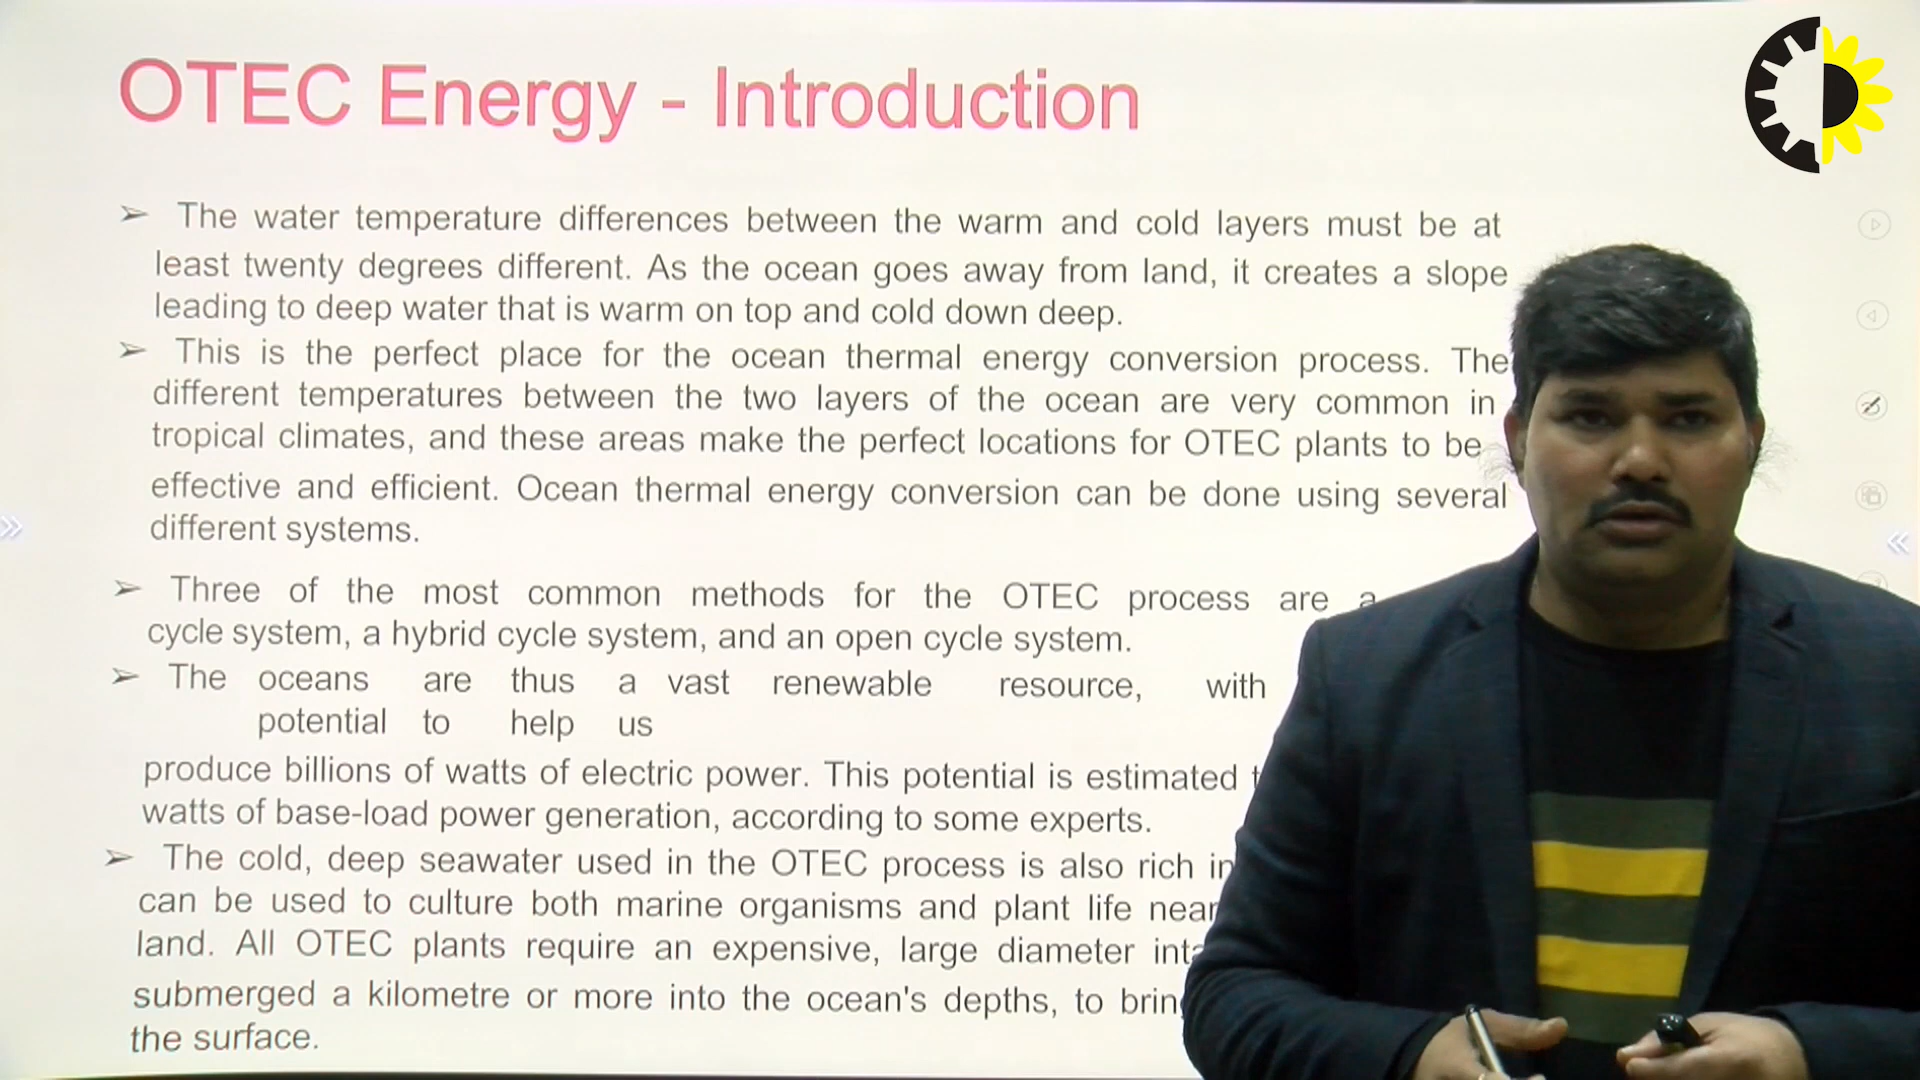 OTEC Energy - Introduction
➢ The water temperature differences between the warm and cold layers must be at
least twenty degrees different. As the ocean goes away from land, it creates a slope
leading to deep water that is warm on top and cold down deep.
➢ This is the perfect place for the ocean thermal energy conversion process. The
different temperatures between the two layers of the ocean are very common in
tropical climates, and these areas make the perfect locations for OTEC plants to be
effective and efficient. Ocean thermal energy conversion can be done using several
different systems.
➢ Three of the most common methods for the OTEC process are a
cycle system, a hybrid cycle system, and an open cycle system.
➢ The oceans are thus a vast renewable resource, with
potential to help us
produce billions of watts of electric power. This potential is estimated
watts of base-load power generation, according to some experts.
➢ The cold, deep seawater used in the OTEC process is also rich in
can be used to culture both marine organisms and plant life near
land. All OTEC plants require an expensive, large diameter
submerged a kilometre or more into the ocean's depths, to
the surface.